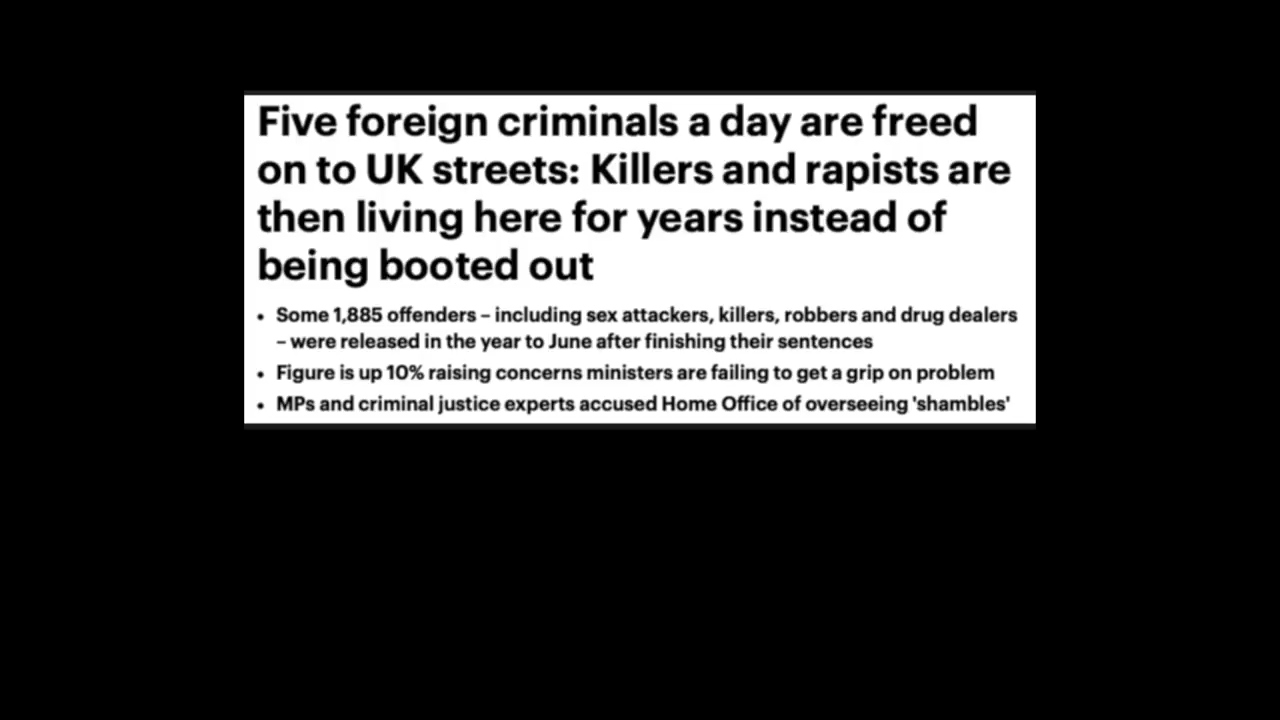 Five foreign criminals a day are freed
on to UK streets: Killers and rapists are
then living here for years instead of
being booted out
• Some 1,885 offenders – including sex attackers, killers, robbers and drug dealers
– were released in the year to June after finishing their sentences
• Figure is up 10% raising concerns ministers are failing to get a grip on problem
• MPs and criminal justice experts accused Home Office of overseeing 'shambles'